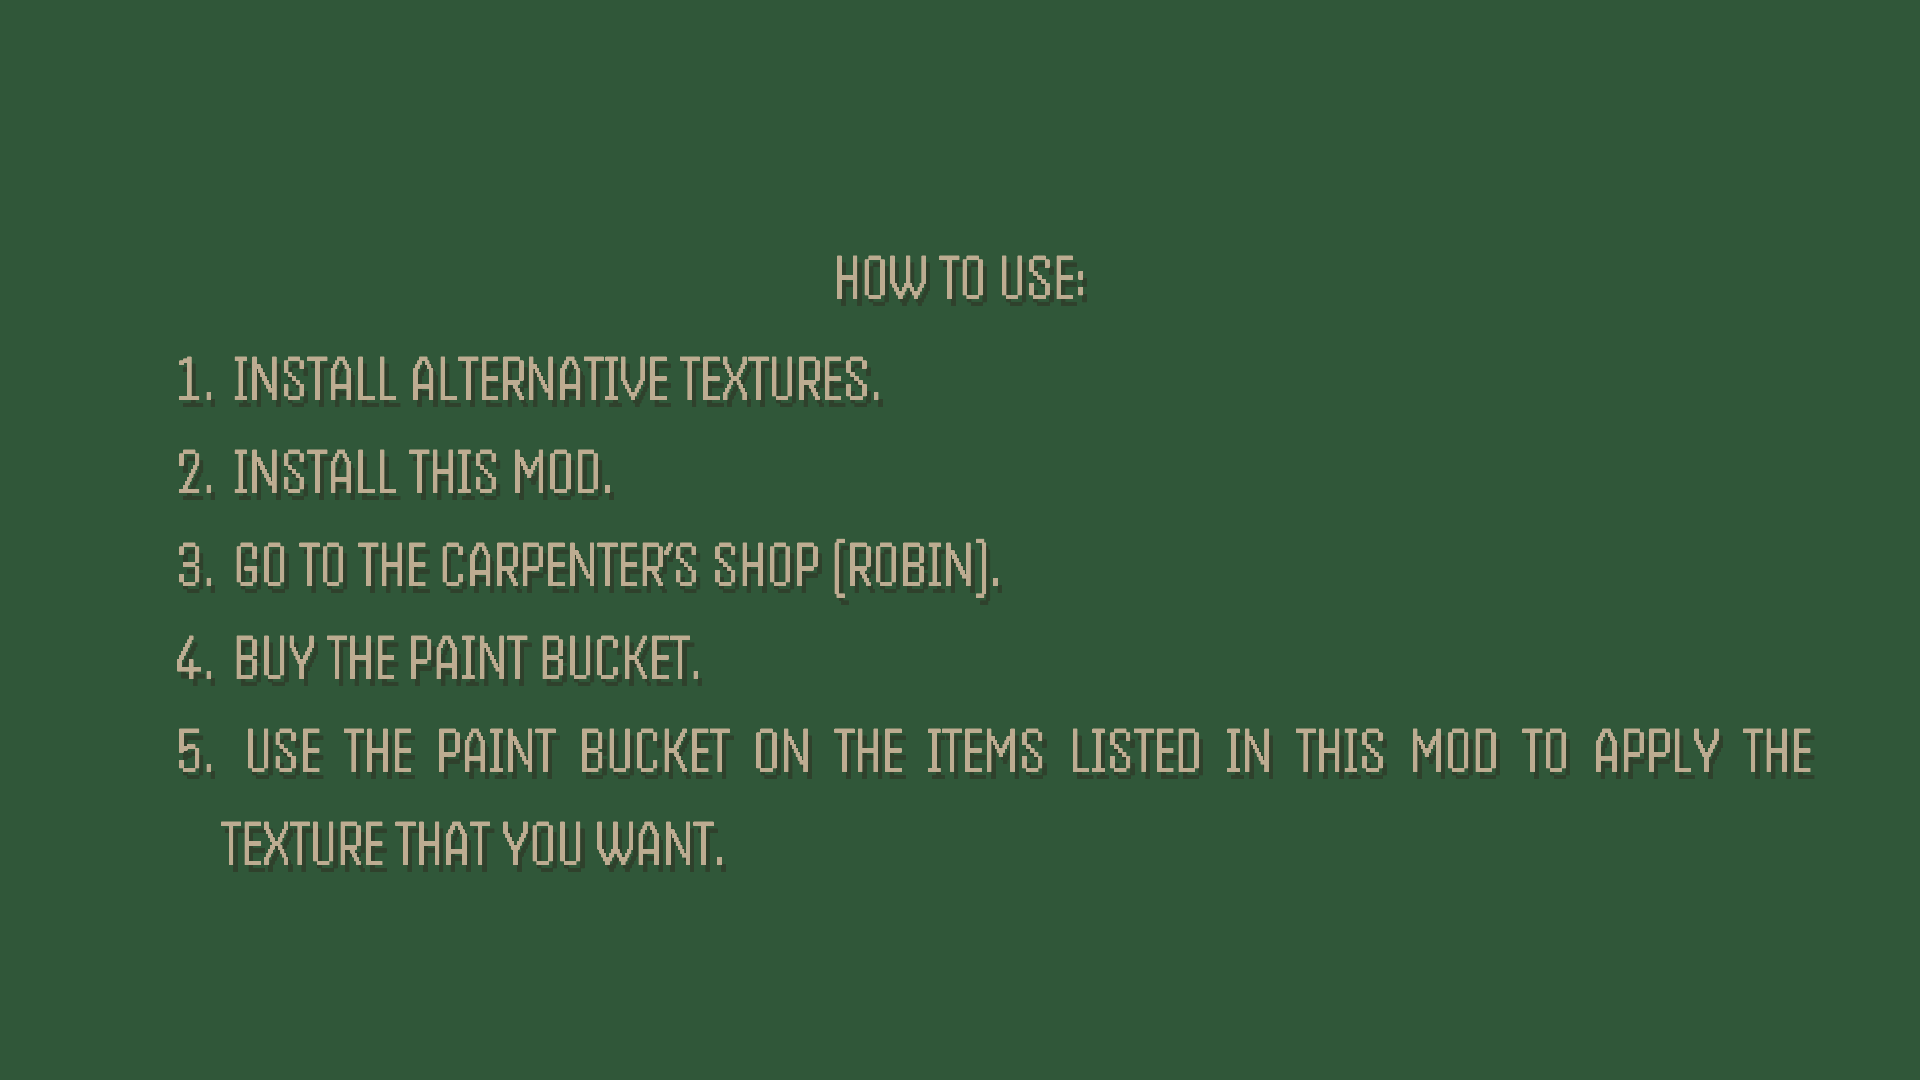 HOW TO USE:
1. INSTALL ALTERNATIVE TEXTURES.
2. INSTALL THIS MOD.
3. GO TO THE CARPENTER'S SHOP (ROBIN).
4. BUY THE PAINT BUCKET.
5. USE THE PAINT BUCKET ON THE ITEMS LISTED IN THIS MOD TO APPLY THE
TEXTURE THAT YOU WANT.